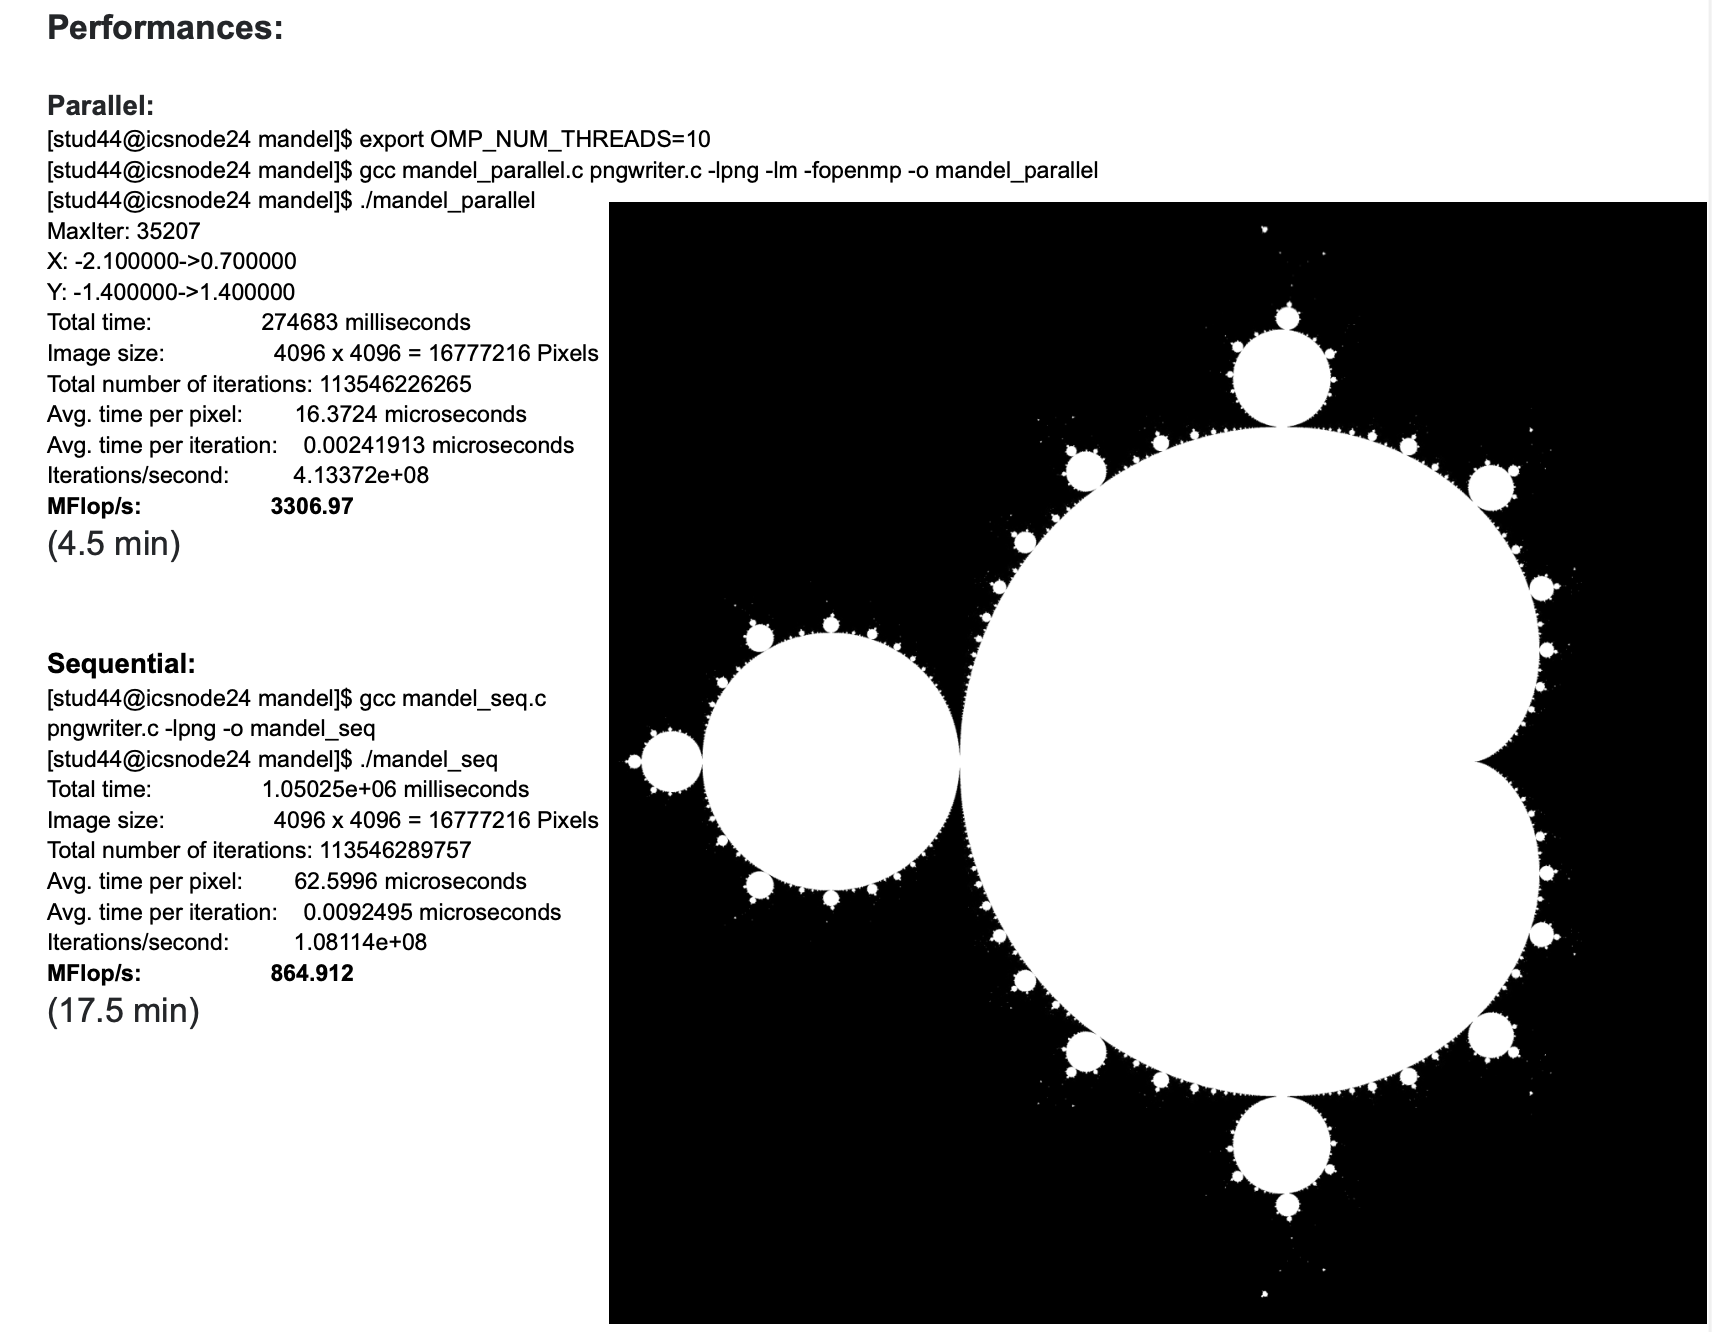 Performances:
Parallel:
[stud44@icsnode24 mandel]$ export OMP_NUM_THREADS=10
[stud44@icsnode24 mandel]$ gcc mandel_parallel.c pngwriter.c -lpng -lm -fopenmp -o mandel_parallel
[stud44@icsnode24 mandel]$ ./mandel_parallel
MaxIter: 35207
X: -2.100000->0.700000
Y: -1.400000->1.400000
Total time: 274683 milliseconds
Image size: 4096 x 4096 = 16777216 Pixels
Total number of iterations: 113546226265
Avg. time per pixel: 16.3724 microseconds
Avg. time per iteration: 0.00241913 microseconds
Iterations/second: 4.13372e+08
MFlop/s: 3306.97
(4.5 min)
Sequential:
[stud44@icsnode24 mandel]$ gcc mandel_seq.c
pngwriter.c -lpng -o mandel_seq
[stud44@icsnode24 mandel]$ ./mandel_seq
Total time: 1.05025e+06 milliseconds
Image size: 4096 x 4096 = 16777216 Pixels
Total number of iterations: 113546289757
Avg. time per pixel: 62.5996 microseconds
Avg. time per iteration: 0.0092495 microseconds
Iterations/second: 1.08114e+08
MFlop/s: 864.912
(17.5 min)